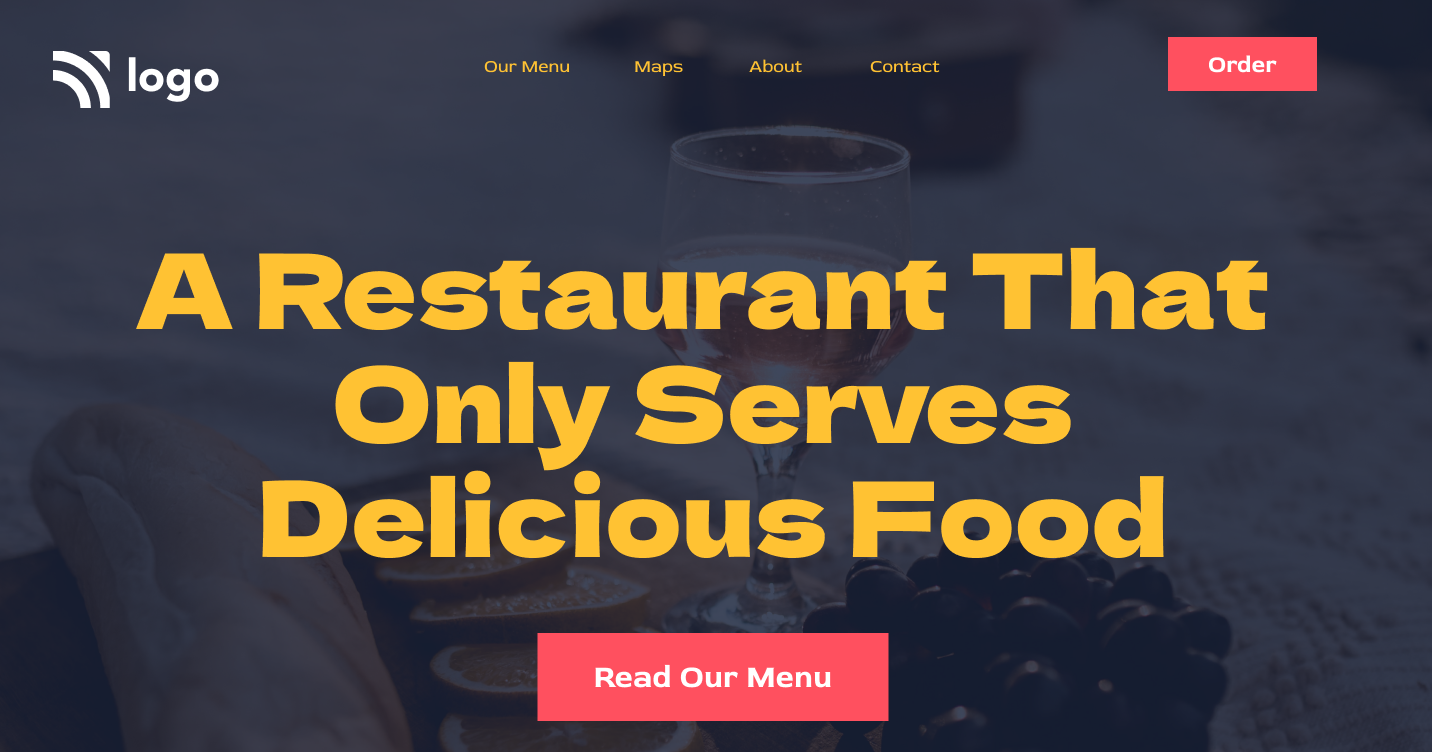 logo
Our Menu
Maps
About
Contact
Order
A Restaurant That
Only Serves
Delicious Food
Read Our Menu